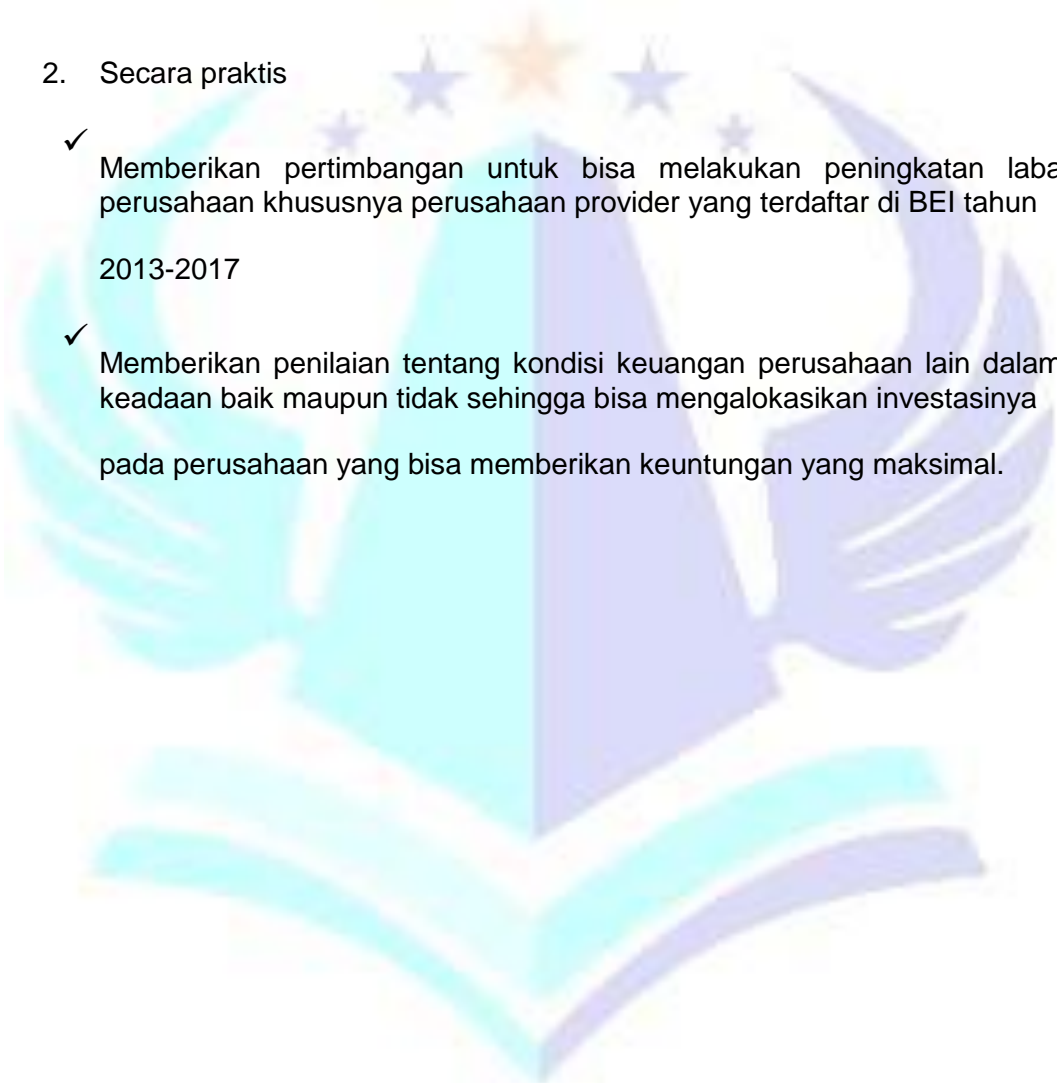 2. Secara praktis
✓
Memberikan pertimbangan untuk bisa melakukan peningkatan laba
perusahaan khususnya perusahaan provider yang terdaftar di BEI tahun
2013-2017
✓
Memberikan penilaian tentang kondisi keuangan perusahaan lain dalam
keadaan baik maupun tidak sehingga bisa mengalokasikan investasinya
pada perusahaan yang bisa memberikan keuntungan yang maksimal.